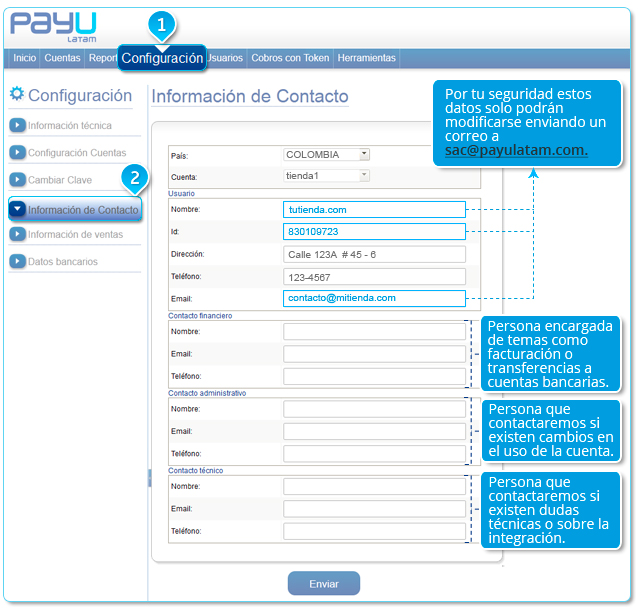 PayU
LATAM
1
Inicio Cuentas Report Configuración Usuarios Cobros con Token Herramientas
Configuración
Información técnica
Configuración Cuentas
Cambiar Clave
2
Información de Contacto
Información de ventas
Datos bancarios
Información de Contacto
Por tu seguridad estos
datos solo podrán
modificarse enviando un
correo a
sac@payulatam.com.
País: COLOMBIA
Cuenta: tienda1
Usuario
Nombre: tutienda.com
Id: 830109723
Dirección: Calle 123A # 45 - 6
Teléfono: 123-4567
Email: contacto@mitienda.com
Contacto financiero
Nombre:
Email:
Teléfono:
Persona encargada
de temas como
facturación o
transferencias a
cuentas bancarias.
Contacto administrativo
Nombre:
Email:
Teléfono:
Persona que
contactaremos si
existen cambios en
el uso de la cuenta.
Contacto técnico
Nombre:
Email:
Teléfono:
Persona que
contactaremos si
existen dudas
técnicas o sobre la
integración.
Enviar